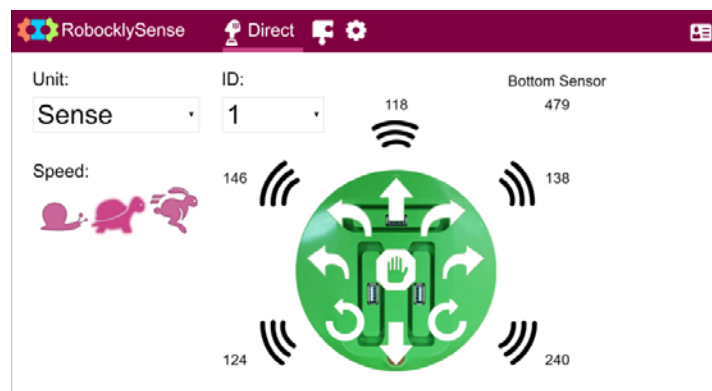 RobocklySense
Direct
Unit:
ID:
Bottom Sensor
Sense
1
118
479
Speed:
146
138
124
240